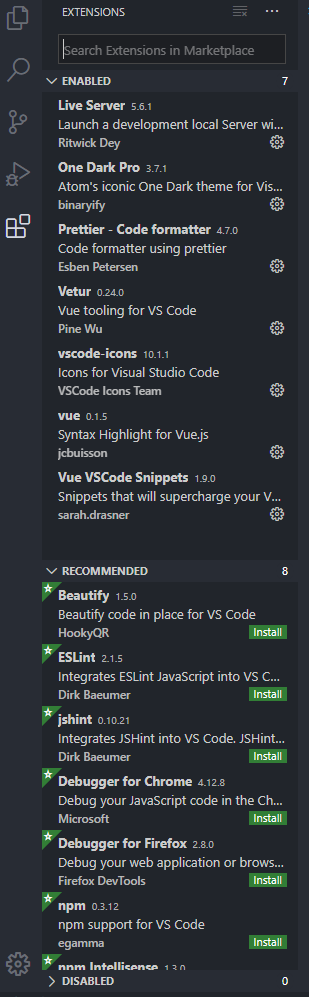 EXTENSIONS
Search Extensions in Marketplace
ENABLED 7
Live Server 5.6.1
Launch a development local Server wi...
Ritwick Dey
One Dark Pro 3.7.1
Atom's iconic One Dark theme for Vis...
binaryify
Prettier - Code formatter 4.7.0
Code formatter using prettier
Esben Petersen
Vetur 0.24.0
Vue tooling for VS Code
Pine Wu
vscode-icons 10.1.1
Icons for Visual Studio Code
VSCode Icons Team
vue 0.1.5
Syntax Highlight for Vue.js
jcbuisson
Vue VSCode Snippets 1.9.0
Snippets that will supercharge your V...
sarah.drasner
RECOMMENDED 8
Beautify 1.5.0
Beautify code in place for VS Code
HookyQR Install
ESLint 2.1.5
Integrates ESLint JavaScript into VS C...
Dirk Baeumer Install
jshint 0.10.21
Integrates JSHint into VS Code. JSHint...
Dirk Baeumer Install
Debugger for Chrome 4.12.8
Debug your JavaScript code in the Ch...
Microsoft Install
Debugger for Firefox 2.8.0
Debug your web application or brows...
Firefox DevTools Install
npm 0.3.12
npm support for VS Code
egamma Install
npm Intellisense 1.3.0
DISABLED 0